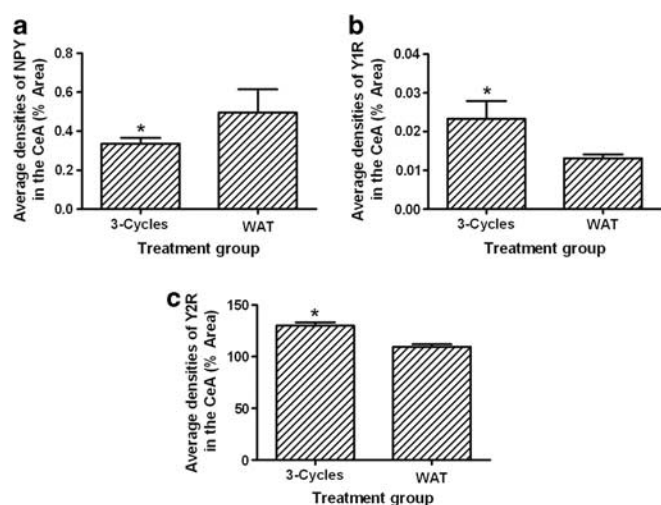 a
Average densities of NPY
in the CeA (% Area)
0.8
0.6
0.4
0.2
0.0
*
3-Cycles
WAT
Treatment group
b
Average densities of Y1R
in the CeA (% Area)
0.04
0.03
0.02
0.01
0.00
*
3-Cycles
WAT
Treatment group
c
Average densities of Y2R
in the CeA (% Area)
150
100
50
0
*
3-Cycles
WAT
Treatment group